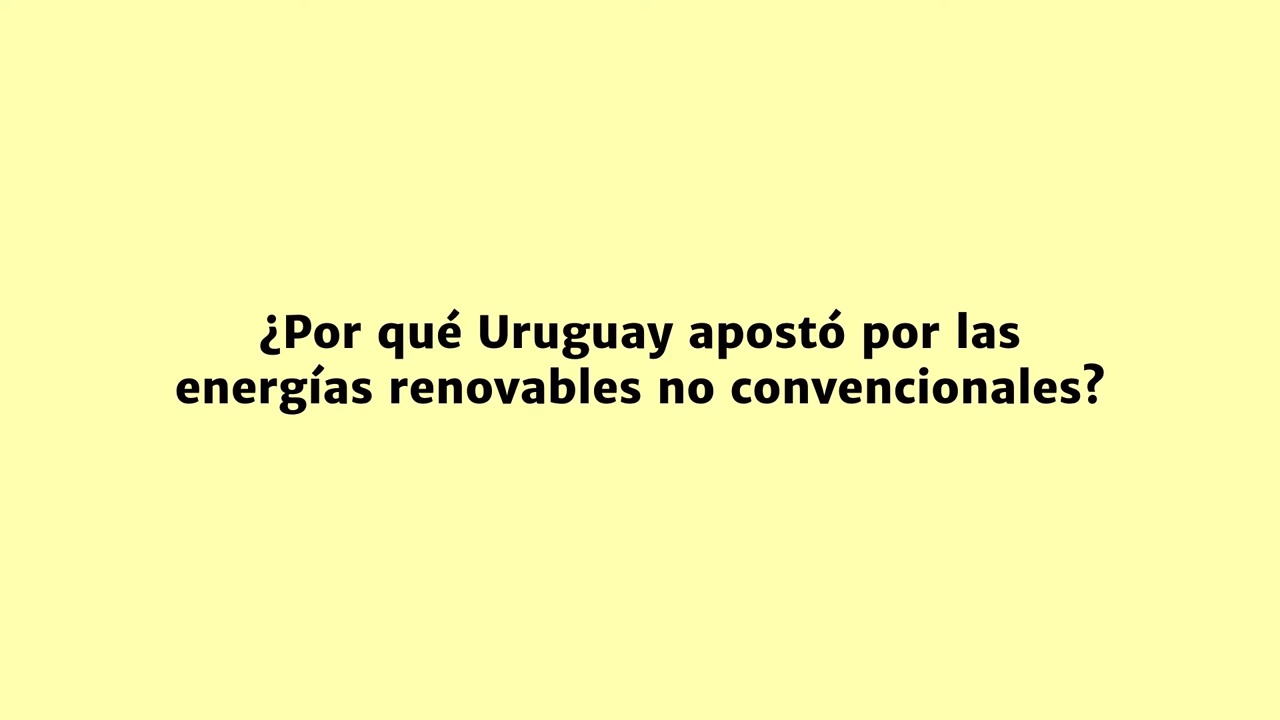 ¿Por qué Uruguay apostó por las
energías renovables no convencionales?